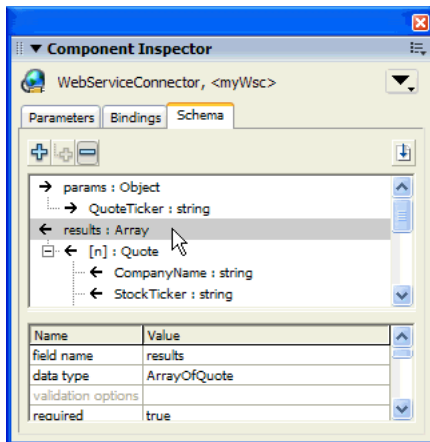 Component Inspector
WebServiceConnector, <myWsc>
Parameters Bindings Schema
params : Object
QuoteTicker : string
results : Array
[n] : Quote
CompanyName : string
StockTicker : string
Name Value
field name results
data type ArrayOfQuote
validation options
required true